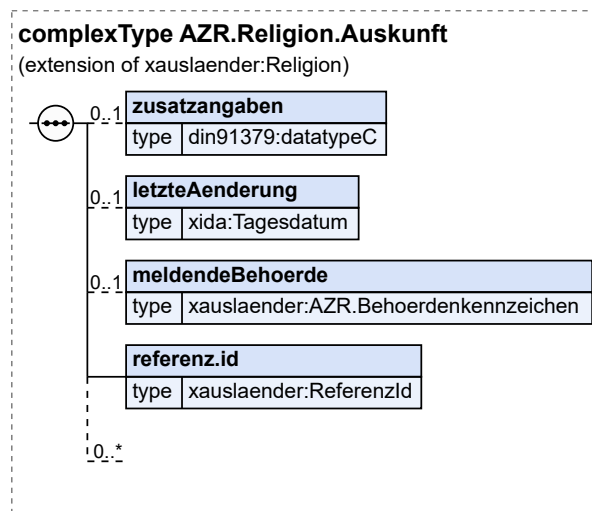 complexType AZR.Religion.Auskunft
(extension of xauslaender:Religion)
0..1 zusatzangaben
type din91379:datatypeC
0..1 letzteAenderung
type xida:Tagesdatum
0..1 meldendeBehoerde
type xauslaender:AZR.Behoerdenkennzeichen
referenz.id
type xauslaender:ReferenzId
0..*